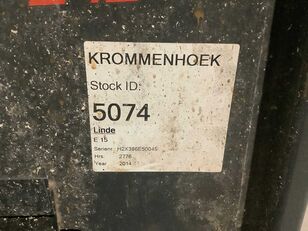 KROMMENHOEK
Stock ID:
5074
Linde
E 15
Serienr.: H2X386E50045
Hrs: 2776
Year: 2014